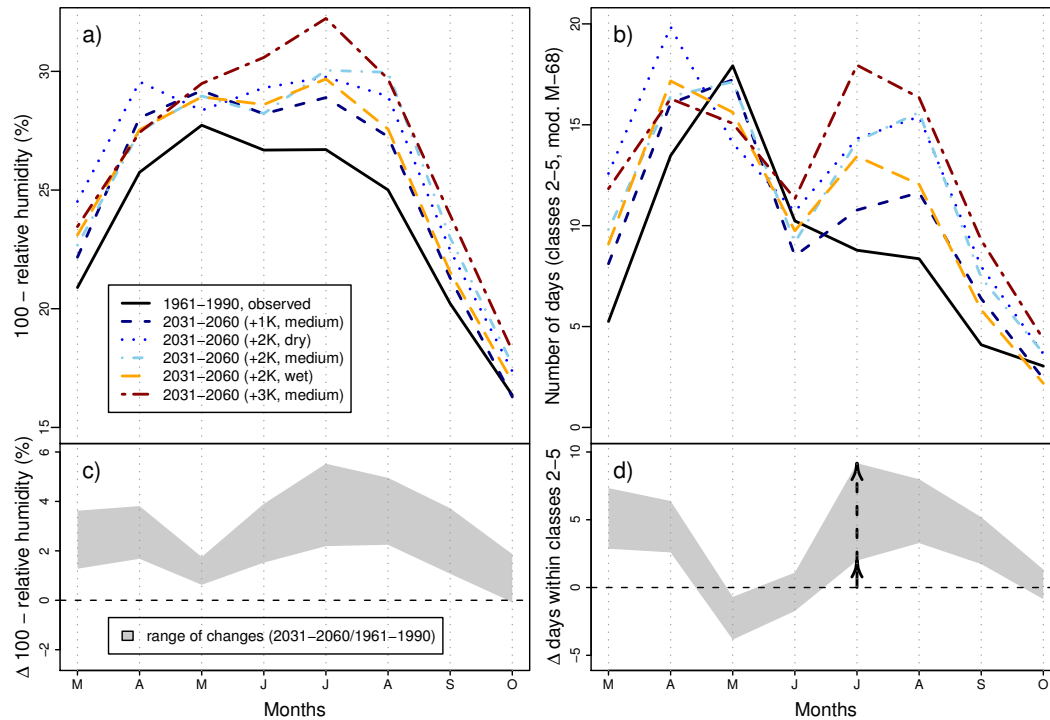 a)
100 − relative humidity (%)
30
25
20
15
1961−1990, observed
2031−2060 (+1K, medium)
2031−2060 (+2K, dry)
2031−2060 (+2K, medium)
2031−2060 (+2K, wet)
2031−2060 (+3K, medium)
b)
Number of days (classes 2−5, mod. M−68)
20
15
10
5
0
c)
Δ 100 − relative humidity (%)
6
4
2
0
−2
range of changes (2031−2060/1961−1990)
M A M J J A S O
Months
d)
Δ days within classes 2−5
10
5
0
−5
M A M J J A S O
Months